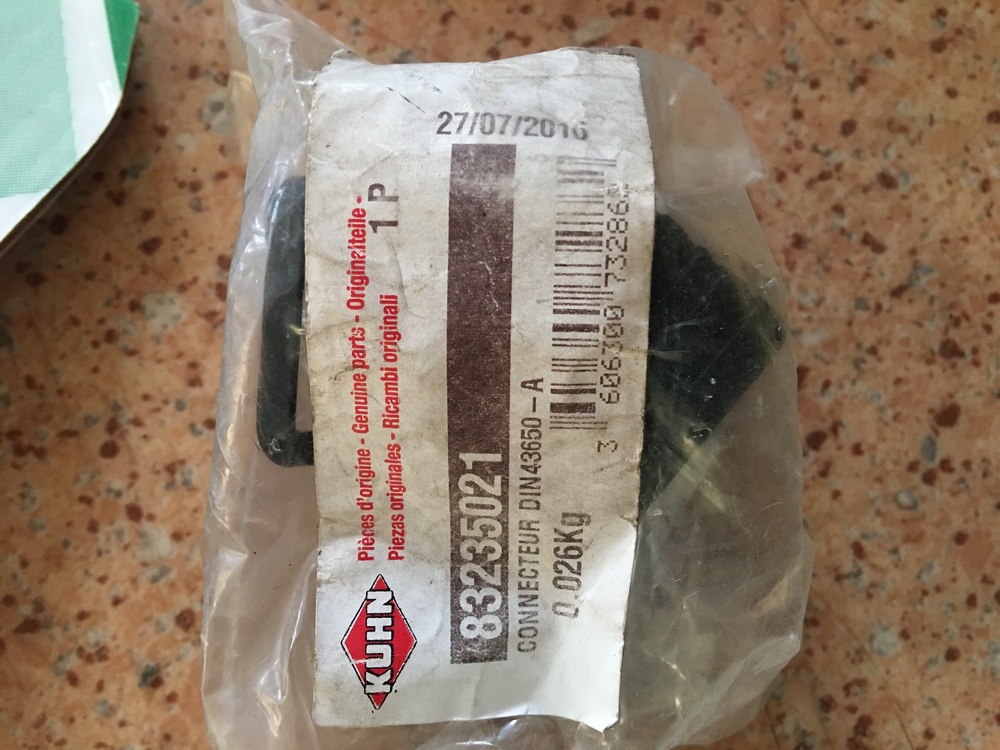 27/07/2016
KUHN
Pièces d'origine - Genuine parts - Originalteile -
Piezas originales - Ricambi originali
1 P
83235021
CONNECTEUR DIN43650-A
0.026Kg
3 606300 73286